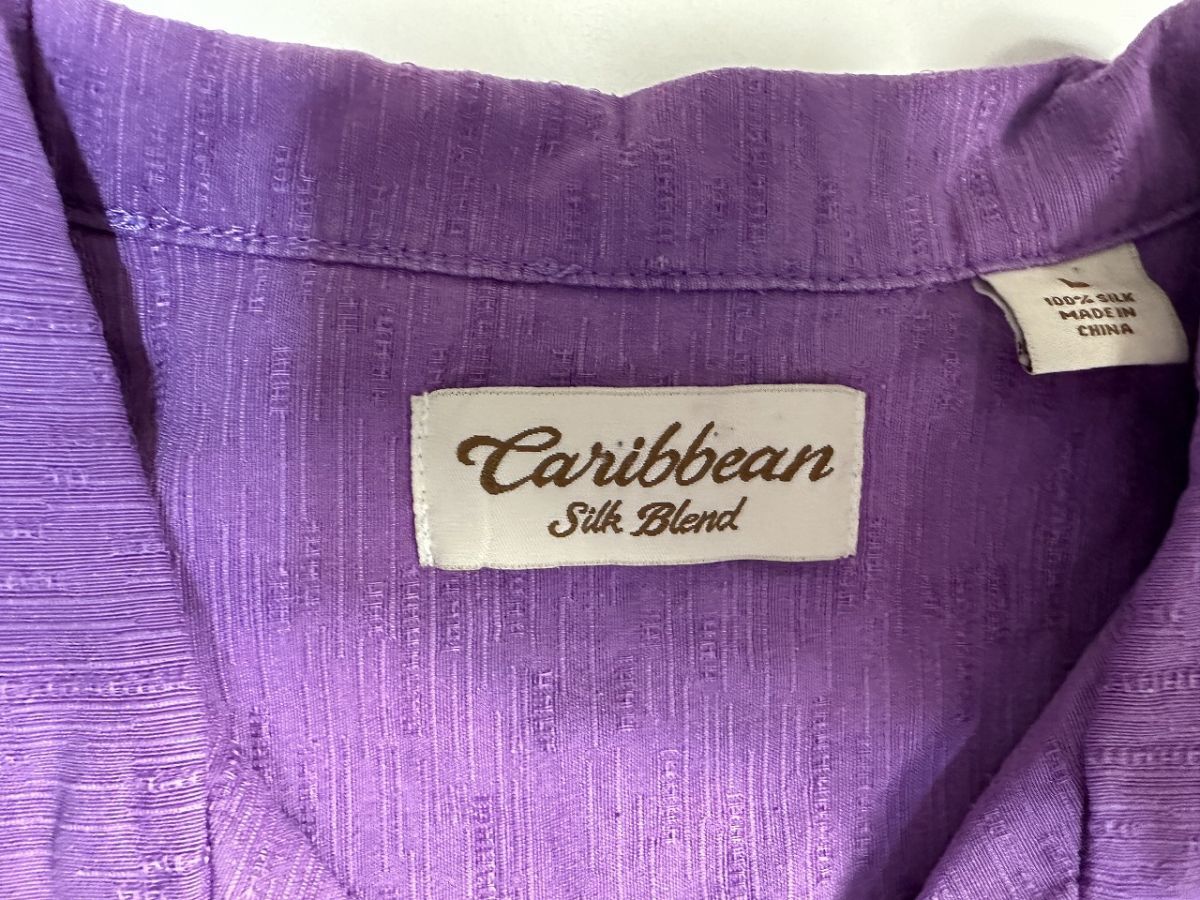 Caribbean
Silk Blend
L
100% SILK
MADE IN
CHINA